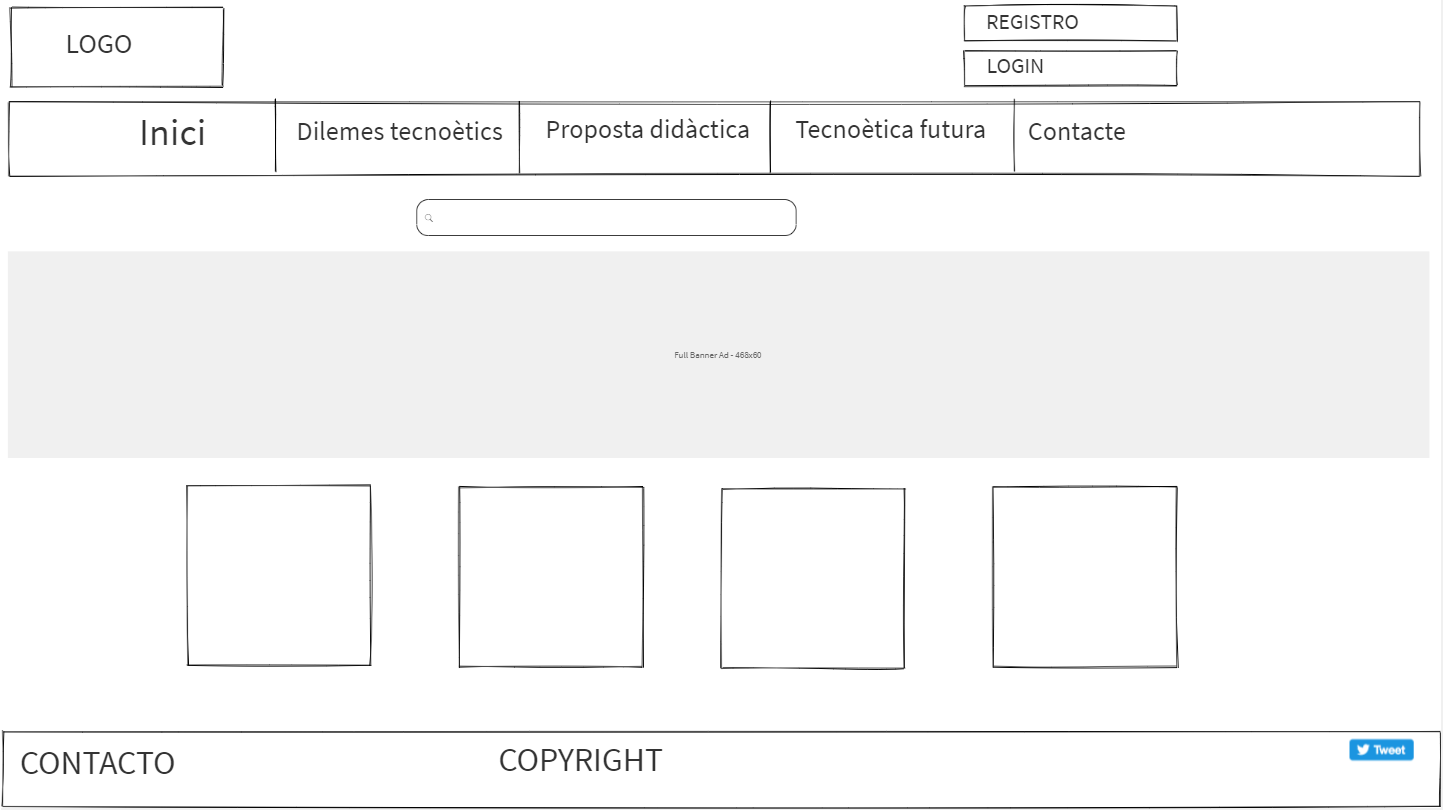 LOGO
REGISTRO
LOGIN
Inici
Dilemes tecnoètics
Proposta didàctica
Tecnoètica futura
Contacte
Full Banner Ad - 468x60
CONTACTO
COPYRIGHT
Tweet